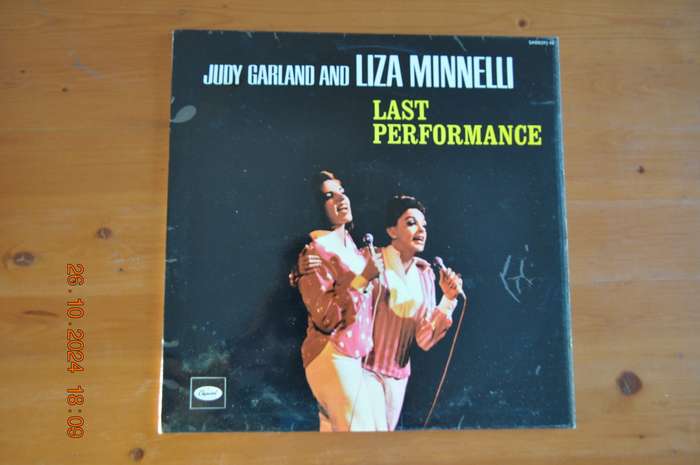 JUDY GARLAND AND LIZA MINNELLI
LAST
PERFORMANCE
Capitol
26.10.2024 18:09